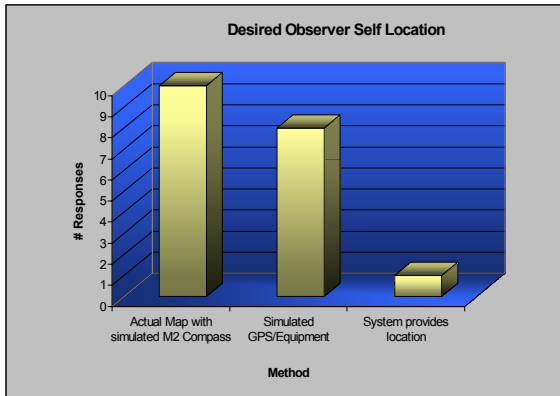 Desired Observer Self Location
10
9
8
7
6
5
4
3
2
1
0
# Responses
Actual Map with
simulated M2 Compass
Simulated
GPS/Equipment
System provides
location
Method